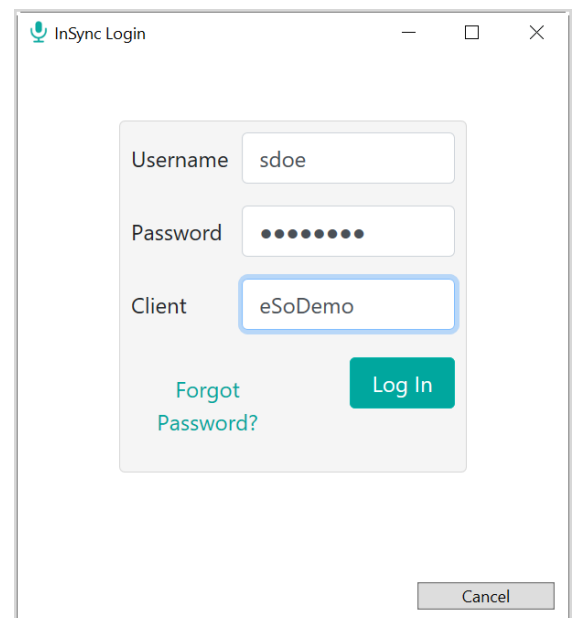 InSync Login
Username sdoe
Password ●●●●●●●●
Client eSoDemo
Forgot
Password?
Log In
Cancel